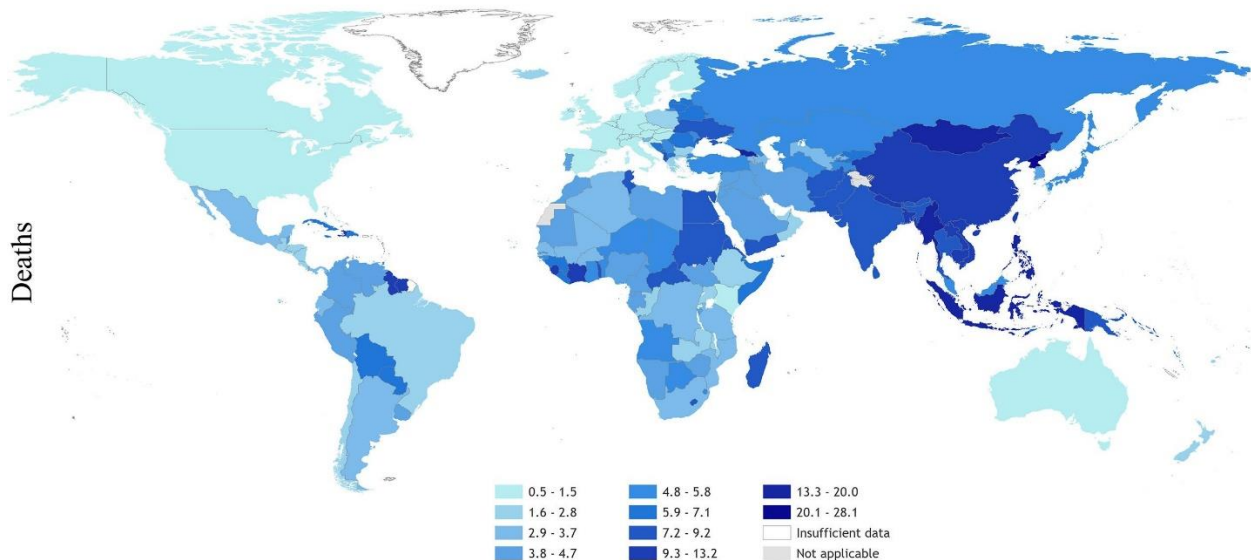 Deaths
0.5 - 1.5
1.6 - 2.8
2.9 - 3.7
3.8 - 4.7
4.8 - 5.8
5.9 - 7.1
7.2 - 9.2
9.3 - 13.2
13.3 - 20.0
20.1 - 28.1
Insufficient data
Not applicable